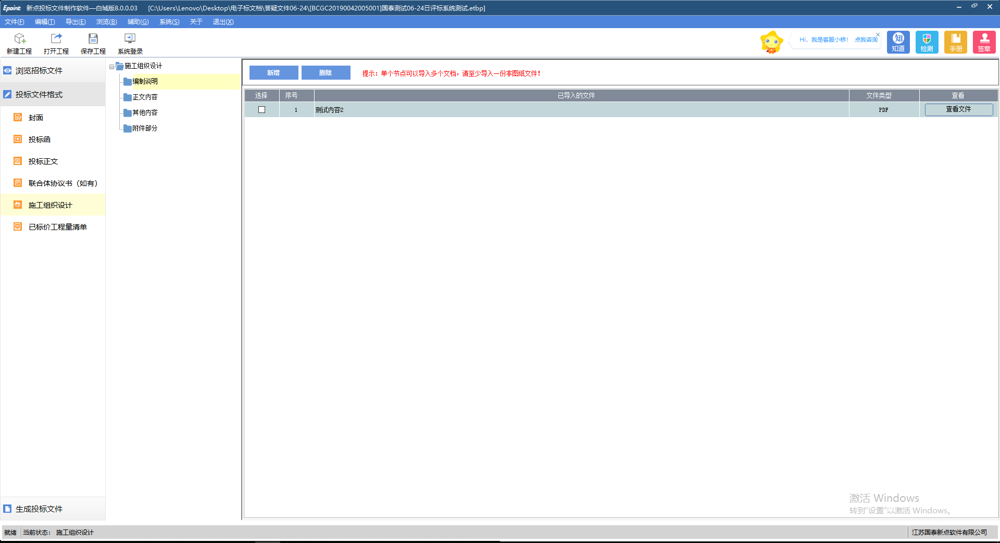 Epoint 新点投标文件制作软件—白城版8.0.0.03 [C:\Users\Lenovo\Desktop\电子标文档\答疑文件06-24\[BCGC20190042005001]国泰测试06-24日评标系统测试.etbp]
文件(F) 编辑(T) 导出(E) 浏览(B) 辅助(G) 系统(S) 关于 退出(X)
新建工程 打开工程 保存工程 系统登录
Hi，我是客服小桥！ 点我咨询
知
知道 检测 手册 签章
浏览招标文件
投标文件格式
封面
投标函
投标正文
联合体协议书（如有）
施工组织设计
已标价工程量清单
生成投标文件
施工组织设计
编制说明
正文内容
其他内容
附件部分
新增 删除 提示：单个节点可以导入多个文档，请至少导入一份非图纸文件！
选择 序号 已导入的文件 文件类型 查看
1 测试内容2 PDF 查看文件
激活 Windows
转到"设置"以激活 Windows。
就绪 当前状态： 施工组织设计 江苏国泰新点软件有限公司